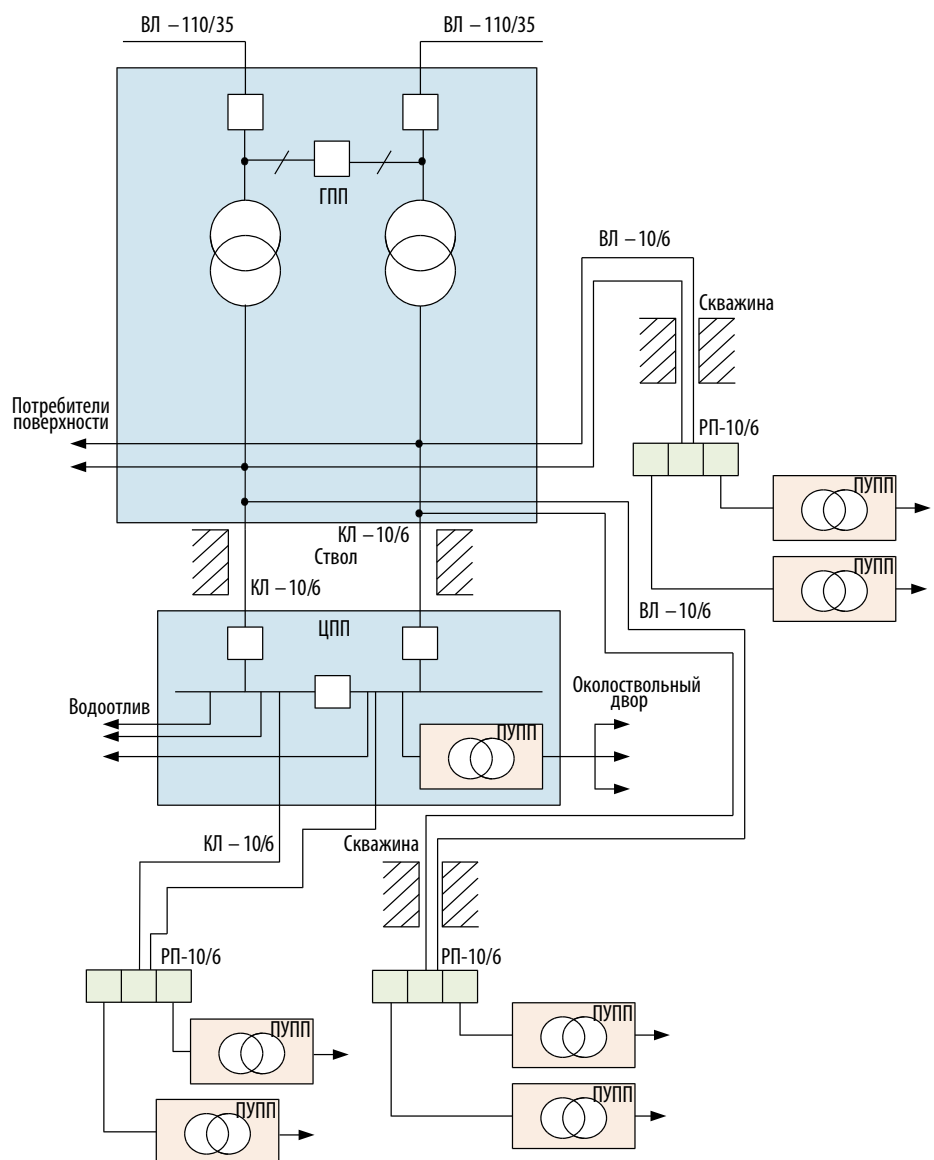 ВЛ – 110/35
ВЛ – 110/35
ГПП
ВЛ – 10/6
Скважина
Потребители
поверхности
РП-10/6
ПУПП
ПУПП
КЛ – 10/6
Ствол
КЛ – 10/6
ВЛ – 10/6
ЦПП
Водоотлив
Околоствольный
двор
ПУПП
КЛ – 10/6
Скважина
РП-10/6
РП-10/6
ПУПП
ПУПП
ПУПП
ПУПП